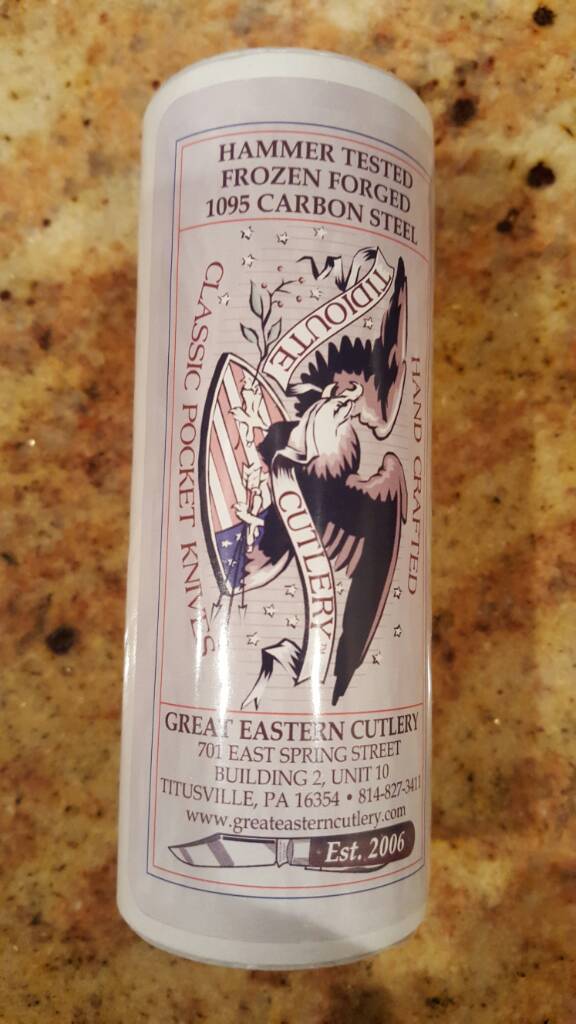 HAMMER TESTED
FROZEN FORGED
1095 CARBON STEEL
HAND CRAFTED
TIDIOUTE
CUTLERY™
CLASSIC POCKET KNIVES
GREAT EASTERN CUTLERY
701 EAST SPRING STREET
BUILDING 2, UNIT 10
TITUSVILLE, PA 16354 • 814-827-3411
www.greateasterncutlery.com
Est. 2006